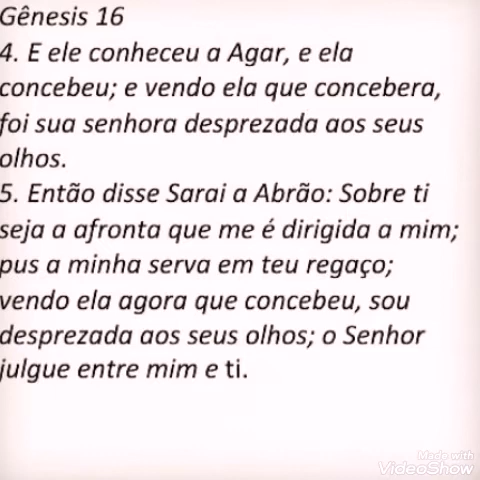 Gênesis 16
4. E ele conheceu a Agar, e ela
concebeu; e vendo ela que concebera,
foi sua senhora desprezada aos seus
olhos.
5. Então disse Sarai a Abrão: Sobre ti
seja a afronta que me é dirigida a mim;
pus a minha serva em teu regaço;
vendo ela agora que concebeu, sou
desprezada aos seus olhos; o Senhor
julgue entre mim e ti.
Made with
VideoShow